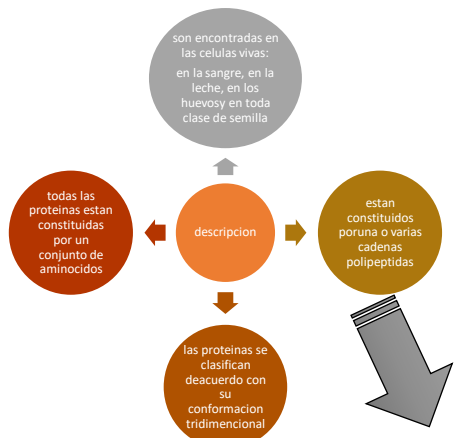 son encontradas en
las celulas vivas:
en la sangre, en la
leche, en los
huevosy en toda
clase de semilla
todas las
proteinas estan
constituidas
por un
conjunto de
aminocidos
descripcion
estan
constituidos
poruna o varias
cadenas
polipeptidas
las proteinas se
clasifican
deacuerdo con
su
conformacion
tridimencional